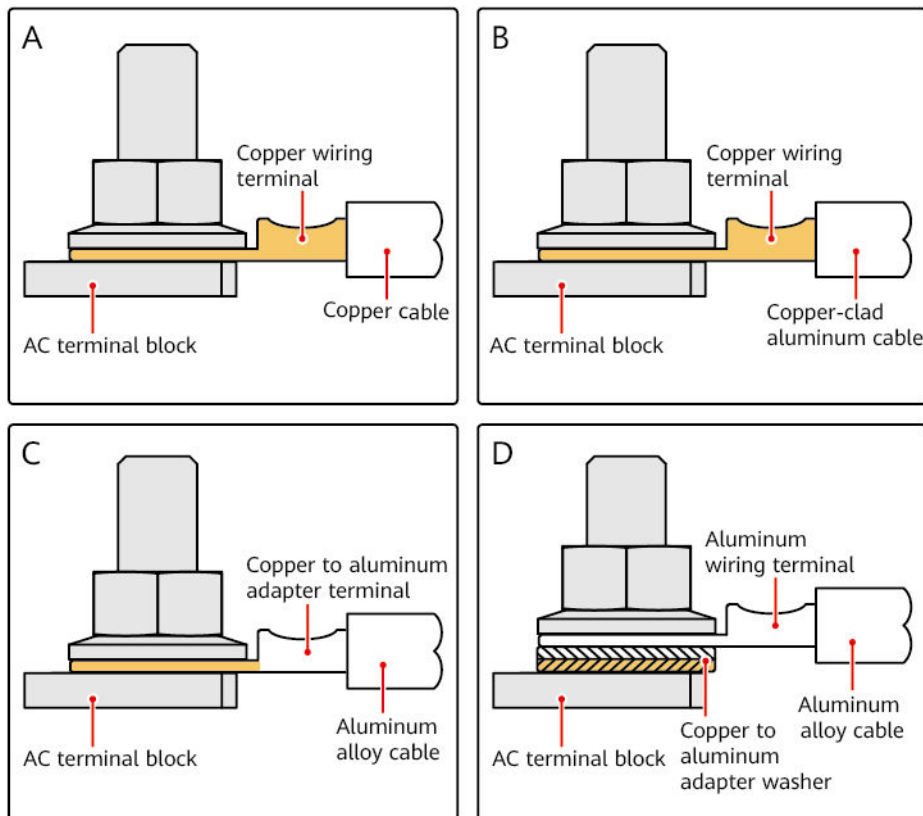 A
Copper wiring
terminal
Copper cable
AC terminal block
B
Copper wiring
terminal
Copper-clad
aluminum cable
AC terminal block
C
Copper to aluminum
adapter terminal
Aluminum
alloy cable
AC terminal block
D
Aluminum
wiring terminal
Aluminum
alloy cable
Copper to
aluminum
adapter washer
AC terminal block